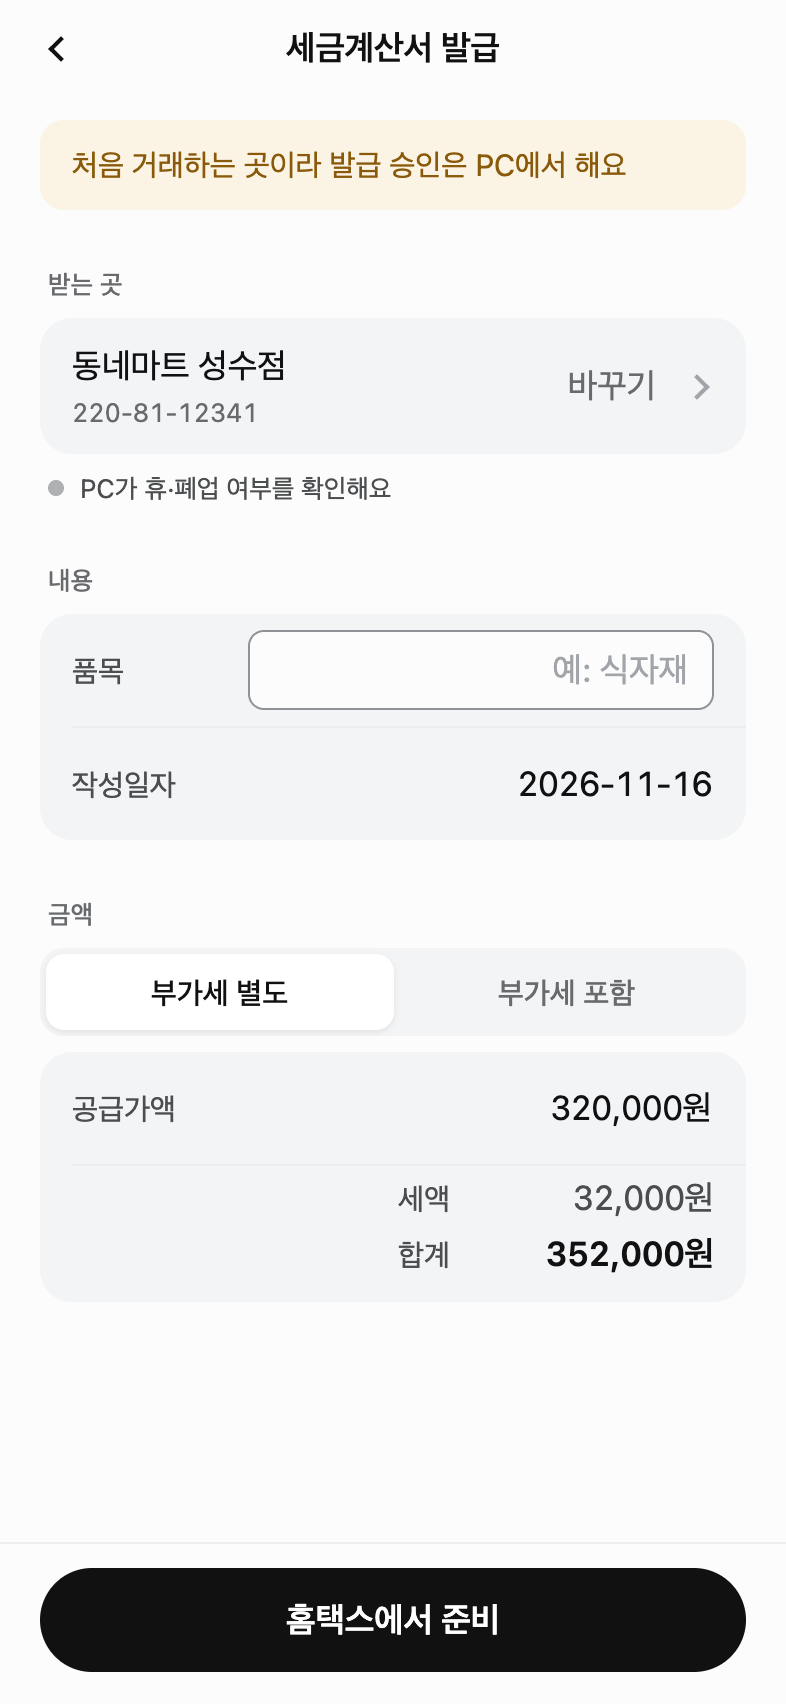 세금계산서 발급
처음 거래하는 곳이라 발급 승인은 PC에서 해요
받는 곳
동네마트 성수점
220-81-12341
바꾸기
PC가 휴·폐업 여부를 확인해요
내용
품목 예: 식자재
작성일자 2026-11-16
금액
부가세 별도 부가세 포함
공급가액 320,000원
세액 32,000원
합계 352,000원
홈택스에서 준비